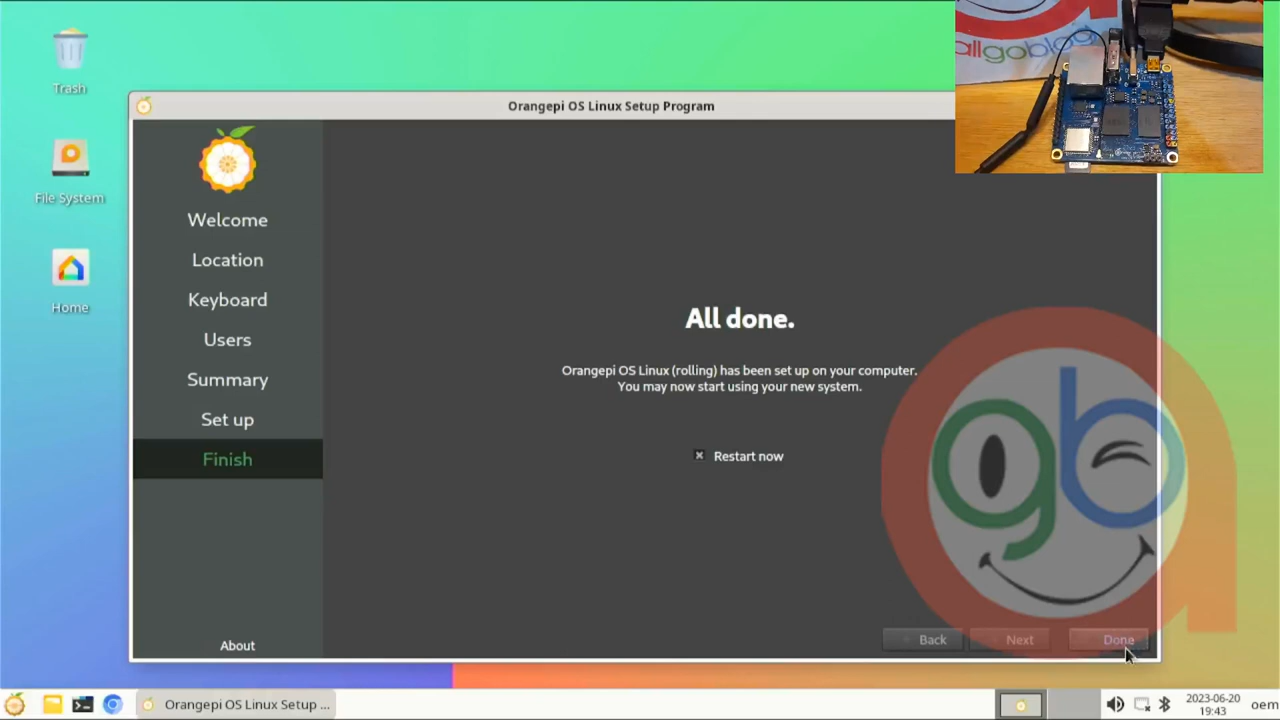 Trash
File System
Home
Orangepi OS Linux Setup Program
allgoblog
Welcome
Location
Keyboard
Users
Summary
Set up
Finish
About
All done.
Orangepi OS Linux (rolling) has been set up on your computer.
You may now start using your new system.
Restart now
gb
Back
Next
Done
Orangepi OS Linux Setup ...
2023-06-20
19:43
oem